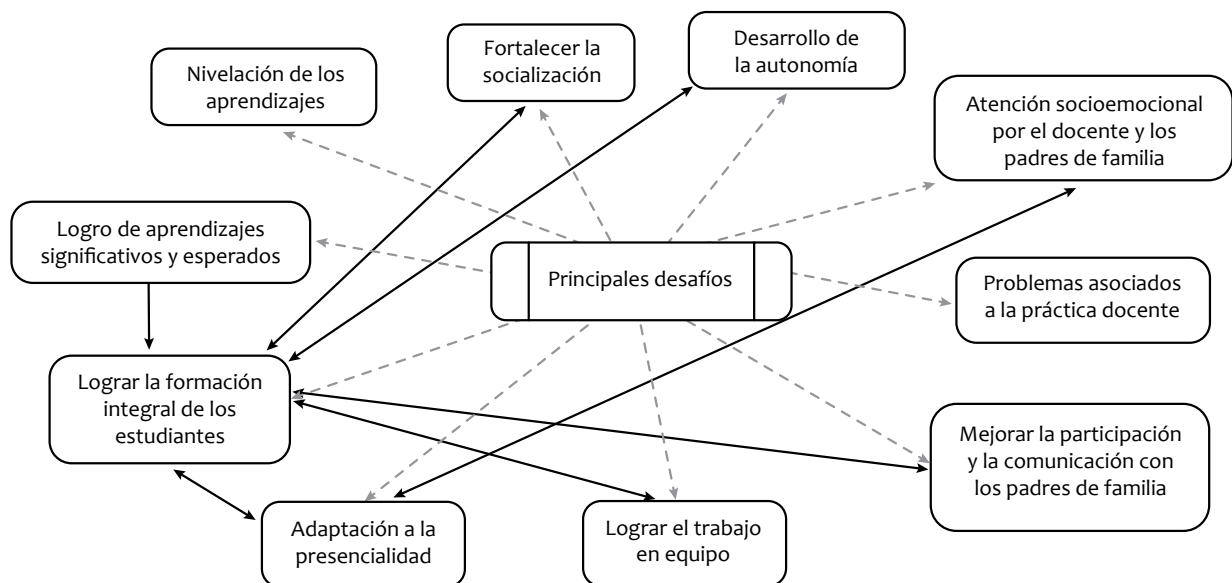 Fortalecer la
socialización
Desarrollo de
la autonomía
Nivelación de los
aprendizajes
Atención socioemocional
por el docente y los
padres de familia
Logro de aprendizajes
significativos y esperados
Principales desafíos
Problemas asociados
a la práctica docente
Lograr la formación
integral de los
estudiantes
Mejorar la participación
y la comunicación con
los padres de familia
Adaptación a la
presencialidad
Lograr el trabajo
en equipo